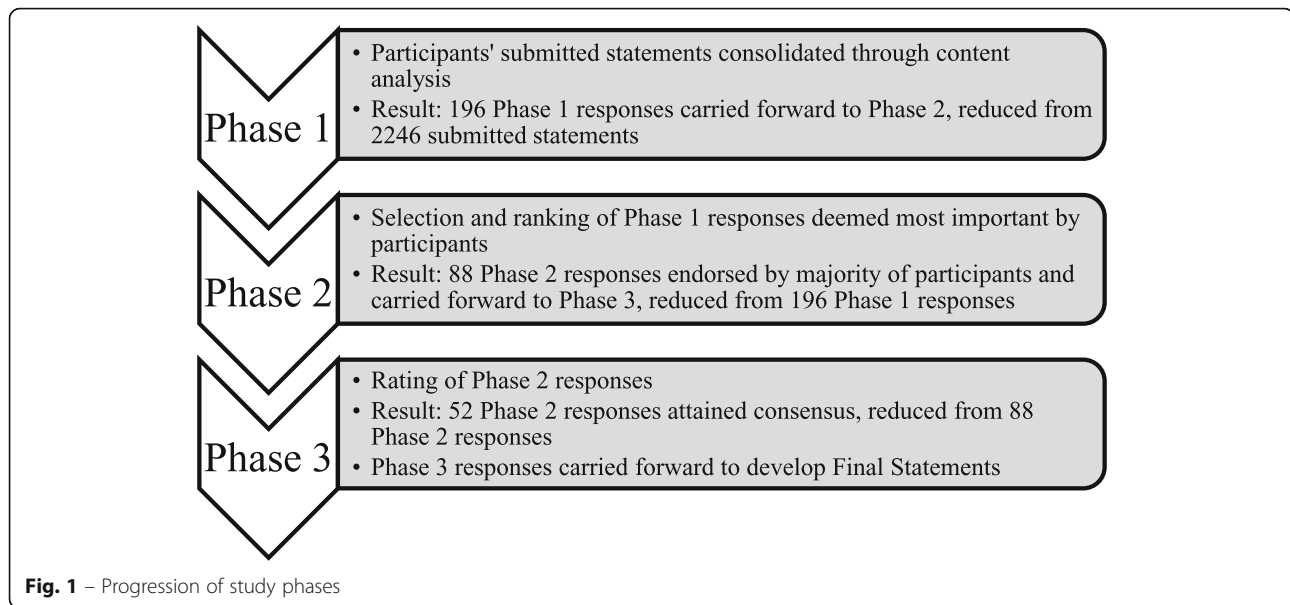 Phase 1
• Participants' submitted statements consolidated through content
analysis
• Result: 196 Phase 1 responses carried forward to Phase 2, reduced from
2246 submitted statements
Phase 2
• Selection and ranking of Phase 1 responses deemed most important by
participants
• Result: 88 Phase 2 responses endorsed by majority of participants and
carried forward to Phase 3, reduced from 196 Phase 1 responses
Phase 3
• Rating of Phase 2 responses
• Result: 52 Phase 2 responses attained consensus, reduced from 88
Phase 2 responses
• Phase 3 responses carried forward to develop Final Statements
Fig. 1 – Progression of study phases